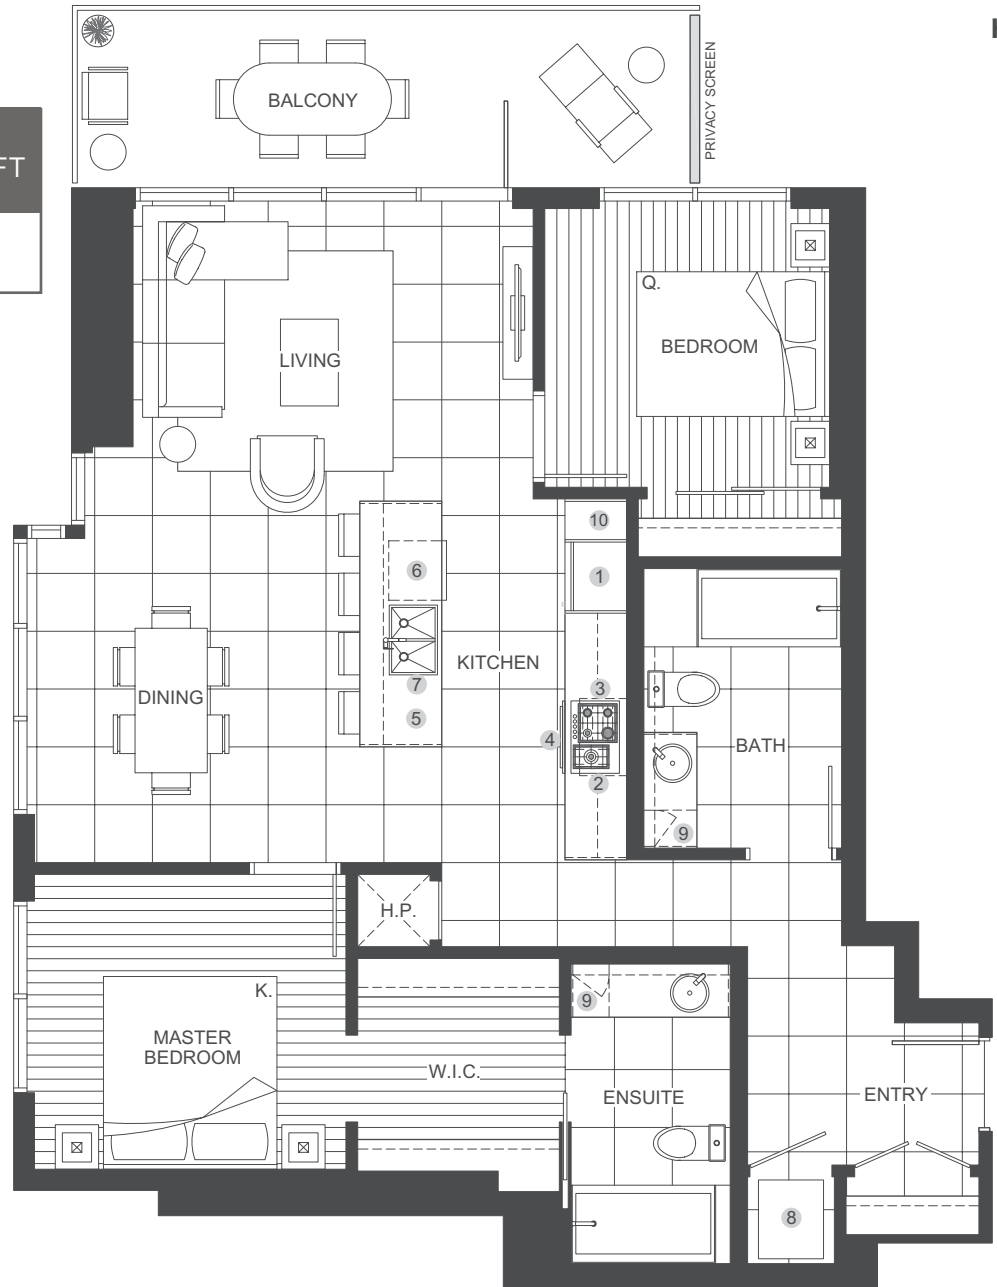 BALCONY
PRIVACY SCREEN
FT
Q.
BEDROOM
LIVING
10
1
6
KITCHEN
7
3
DINING
5
4
BATH
2
9
H.P.
K.
9
MASTER
BEDROOM
W.I.C.
ENSUITE
ENTRY
8